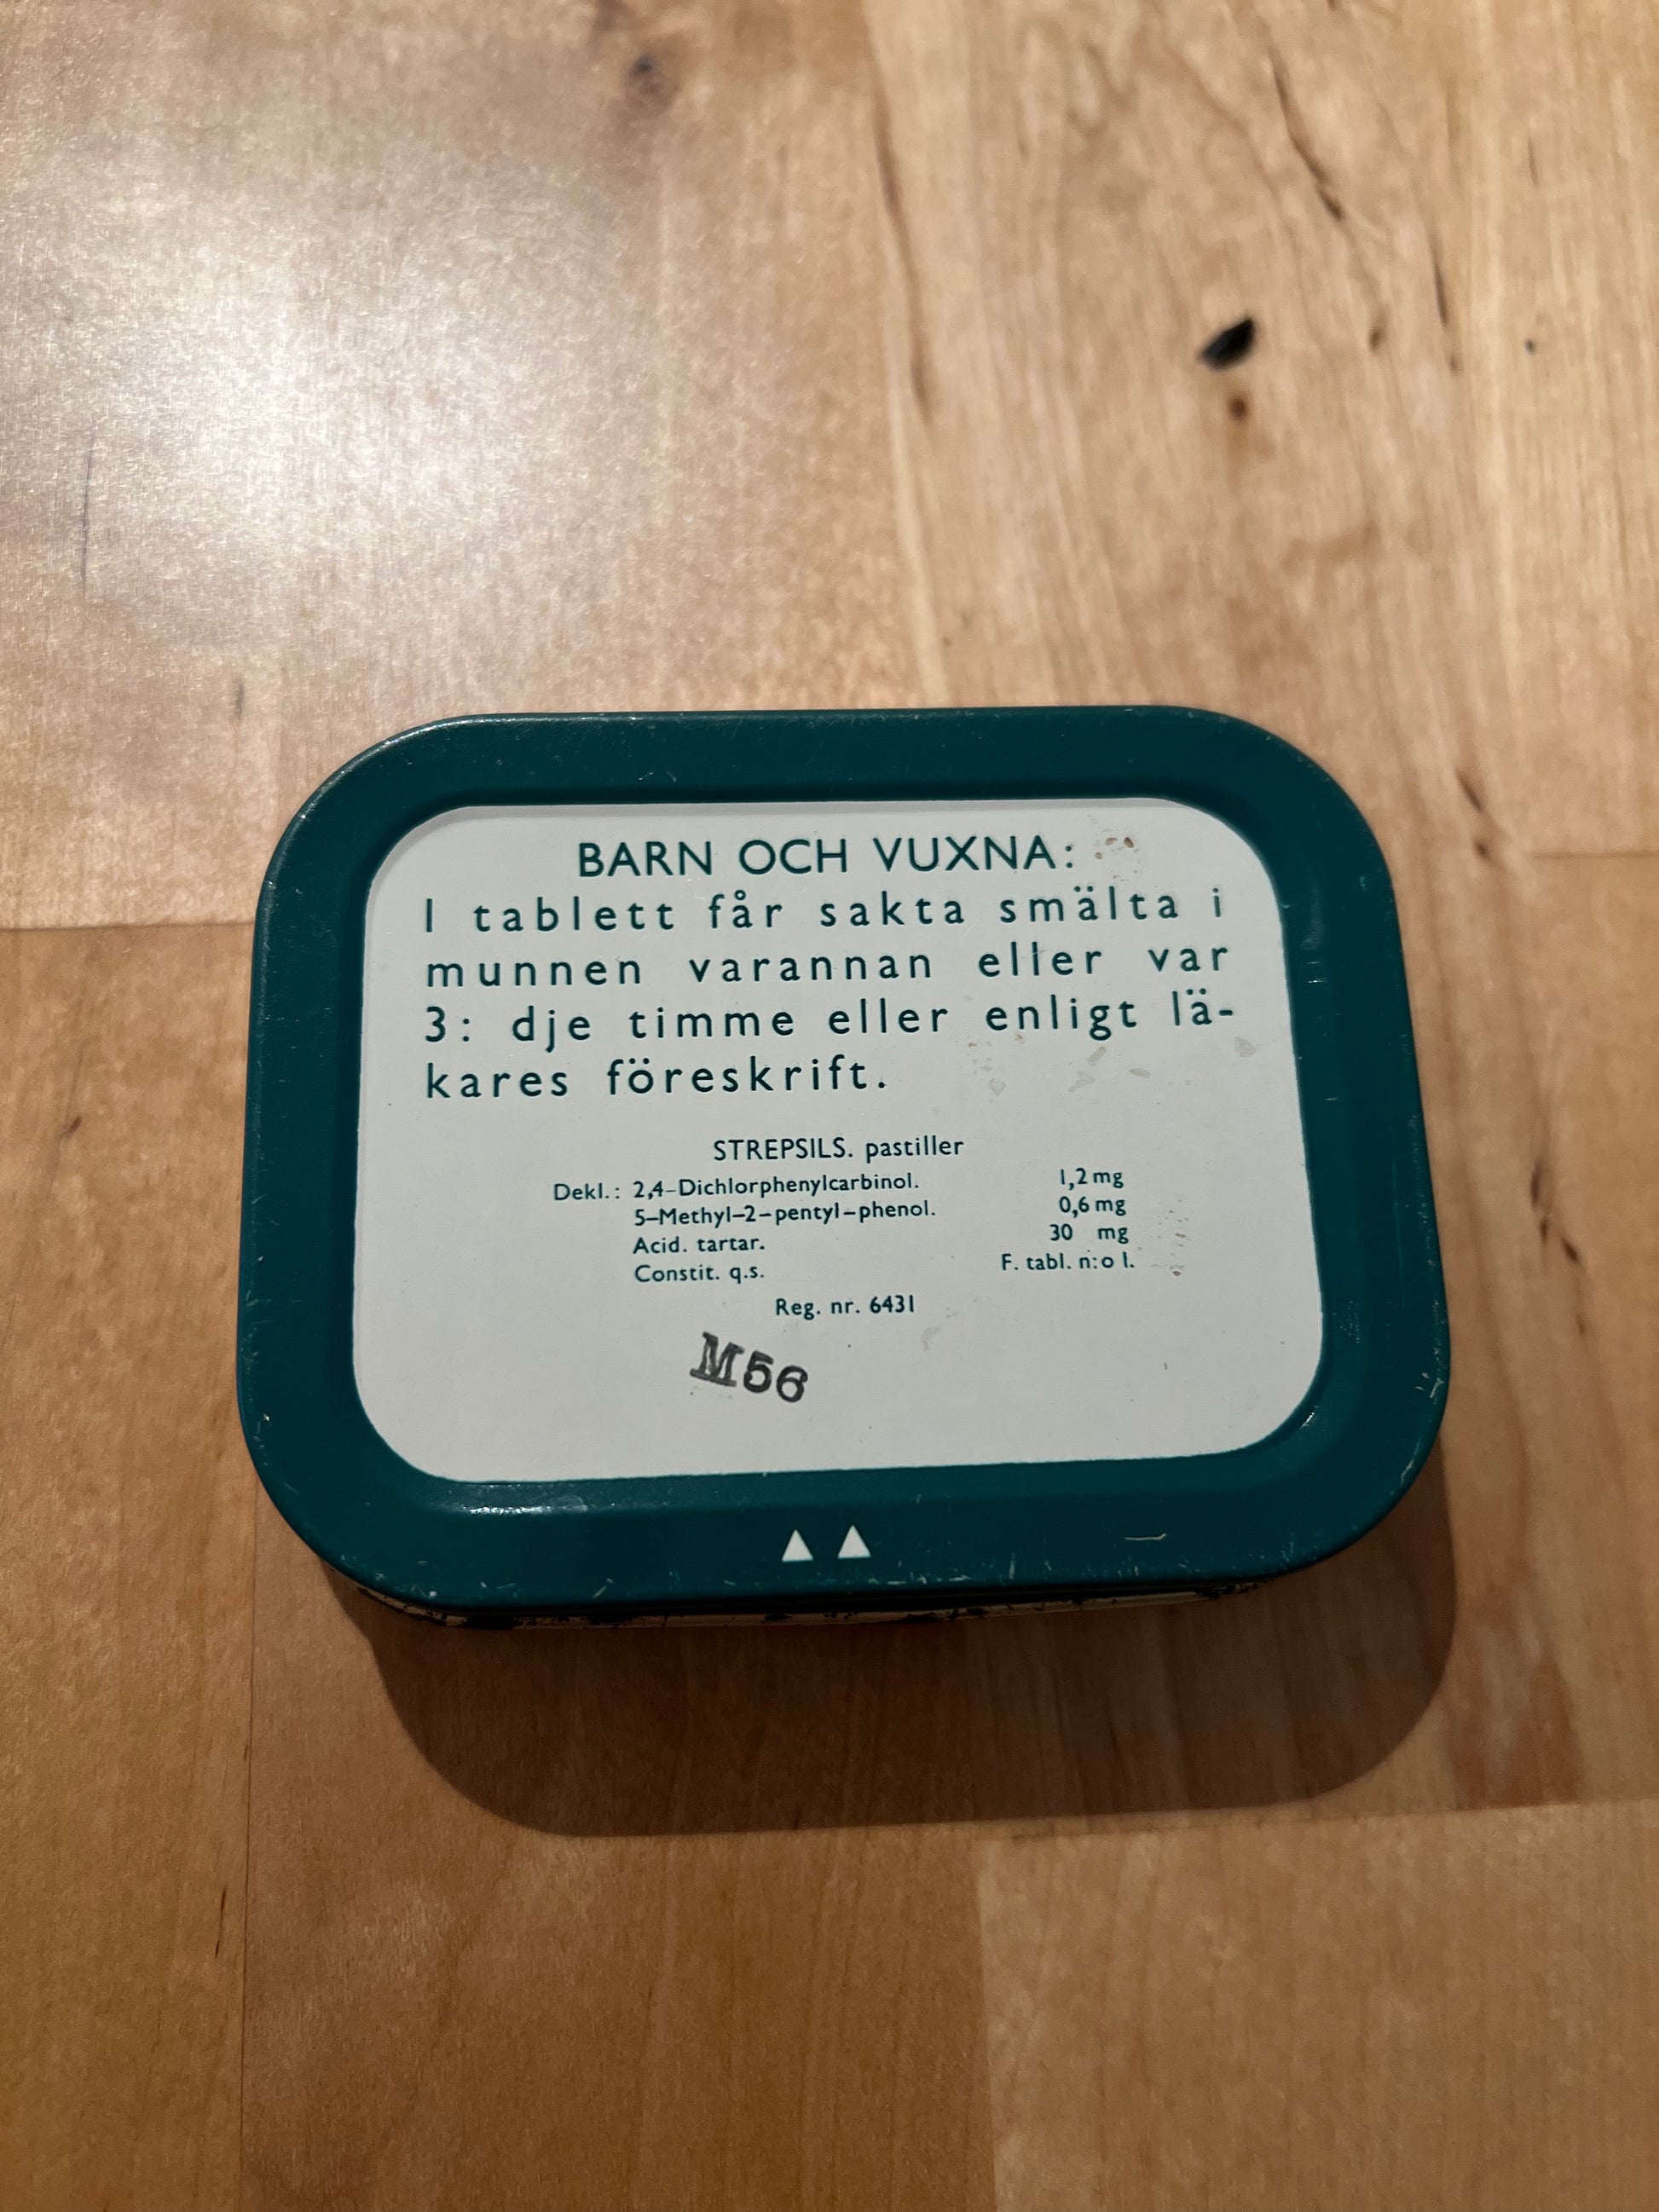 BARN OCH VUXNA:
1 tablett får sakta smälta i
munnen varannan eller var
3: dje timme eller enligt lä-
kares föreskrift.
STREPSILS. pastiller
Dekl.: 2,4-Dichlorphenylcarbinol. 1,2 mg
5-Methyl-2-pentyl-phenol. 0,6 mg
Acid. tartar. 30 mg
Constit. q.s. F. tabl. n:o 1.
Reg. nr. 6431
M56